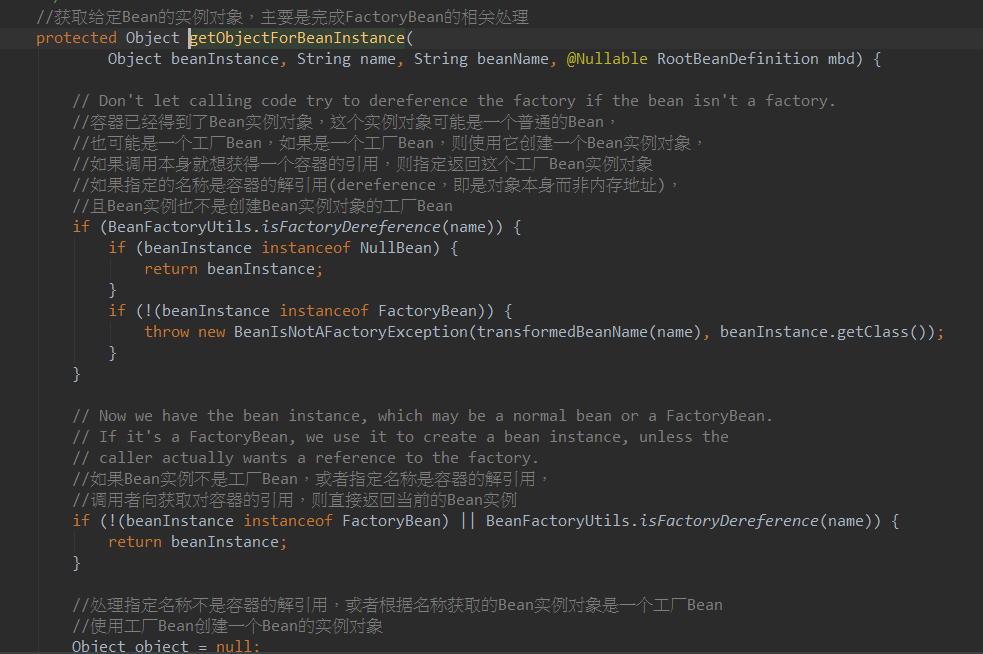 //获取给定Bean的实例对象，主要是完成FactoryBean的相关处理
protected Object getObjectForBeanInstance(
Object beanInstance, String name, String beanName, @Nullable RootBeanDefinition mbd) {
// Don't let calling code try to dereference the factory if the bean isn't a factory.
//容器已经得到了Bean实例对象，这个实例对象可能是一个普通的Bean，
//也可能是一个工厂Bean，如果是一个工厂Bean，则使用它创建一个Bean实例对象，
//如果调用本身就想获得一个容器的引用，则指定返回这个工厂Bean实例对象
//如果指定的名称是容器的解引用(dereference，即是对象本身而非内存地址)，
//且Bean实例也不是创建Bean实例对象的工厂Bean
if (BeanFactoryUtils.isFactoryDereference(name)) {
if (beanInstance instanceof NullBean) {
return beanInstance;
}
if (!(beanInstance instanceof FactoryBean)) {
throw new BeanIsNotAFactoryException(transformedBeanName(name), beanInstance.getClass());
}
}
// Now we have the bean instance, which may be a normal bean or a FactoryBean.
// If it's a FactoryBean, we use it to create a bean instance, unless the
// caller actually wants a reference to the factory.
//如果Bean实例不是工厂Bean，或者指定名称是容器的解引用，
//调用者向获取对容器的引用，则直接返回当前的Bean实例
if (!(beanInstance instanceof FactoryBean) || BeanFactoryUtils.isFactoryDereference(name)) {
return beanInstance;
}
//处理指定名称不是容器的解引用，或者根据名称获取的Bean实例对象是一个工厂Bean
//使用工厂Bean创建一个Bean的实例对象
Object object = null;